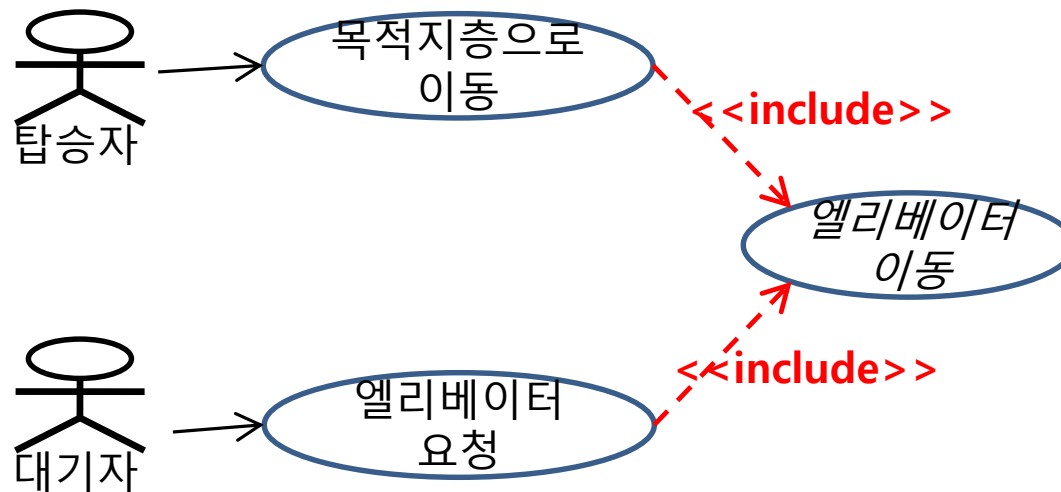 목적지층으로
이동
<<include>>
탑승자
엘리베이터
이동
<<include>>
엘리베이터
요청
대기자